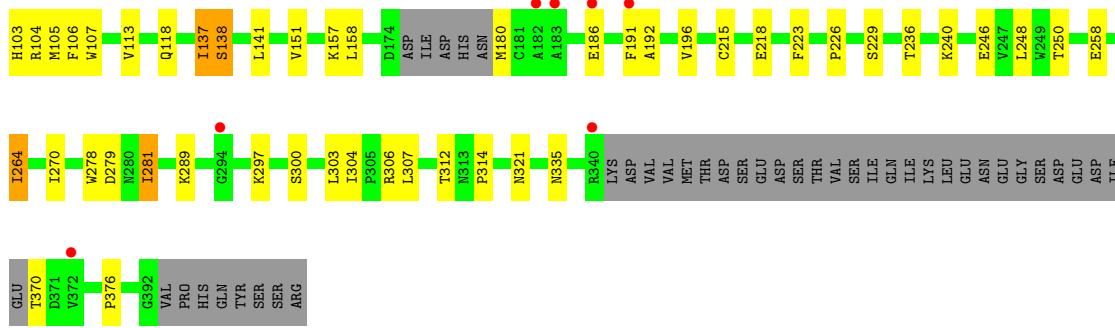 H103 R104 M105 F106 W107 V113 Q118 I137 S138 L141 V151 K157 L158 D174 ASP ILE ASP HIS ASN M180 C181 A182 A183 E186 F191 A192 V196 C215 E218 F223 P226 S229 T236 K240 E246 V247 L248 W249 T250 E258
I264 I270 W278 D279 N280 I281 K289 G294 K297 S300 L303 I304 P305 R306 L307 T312 N313 P314 N321 N335 R340 LYS ASP VAL VAL MET THR ASP SER GLU ASP SER THR VAL SER ILE GLN ILE LYS LEU GLU ASN GLU GLY SER ASP GLU ASP ILE
GLU T370 D371 V372 P376 G392 VAL PRO HIS GLN TYR SER SER ARG